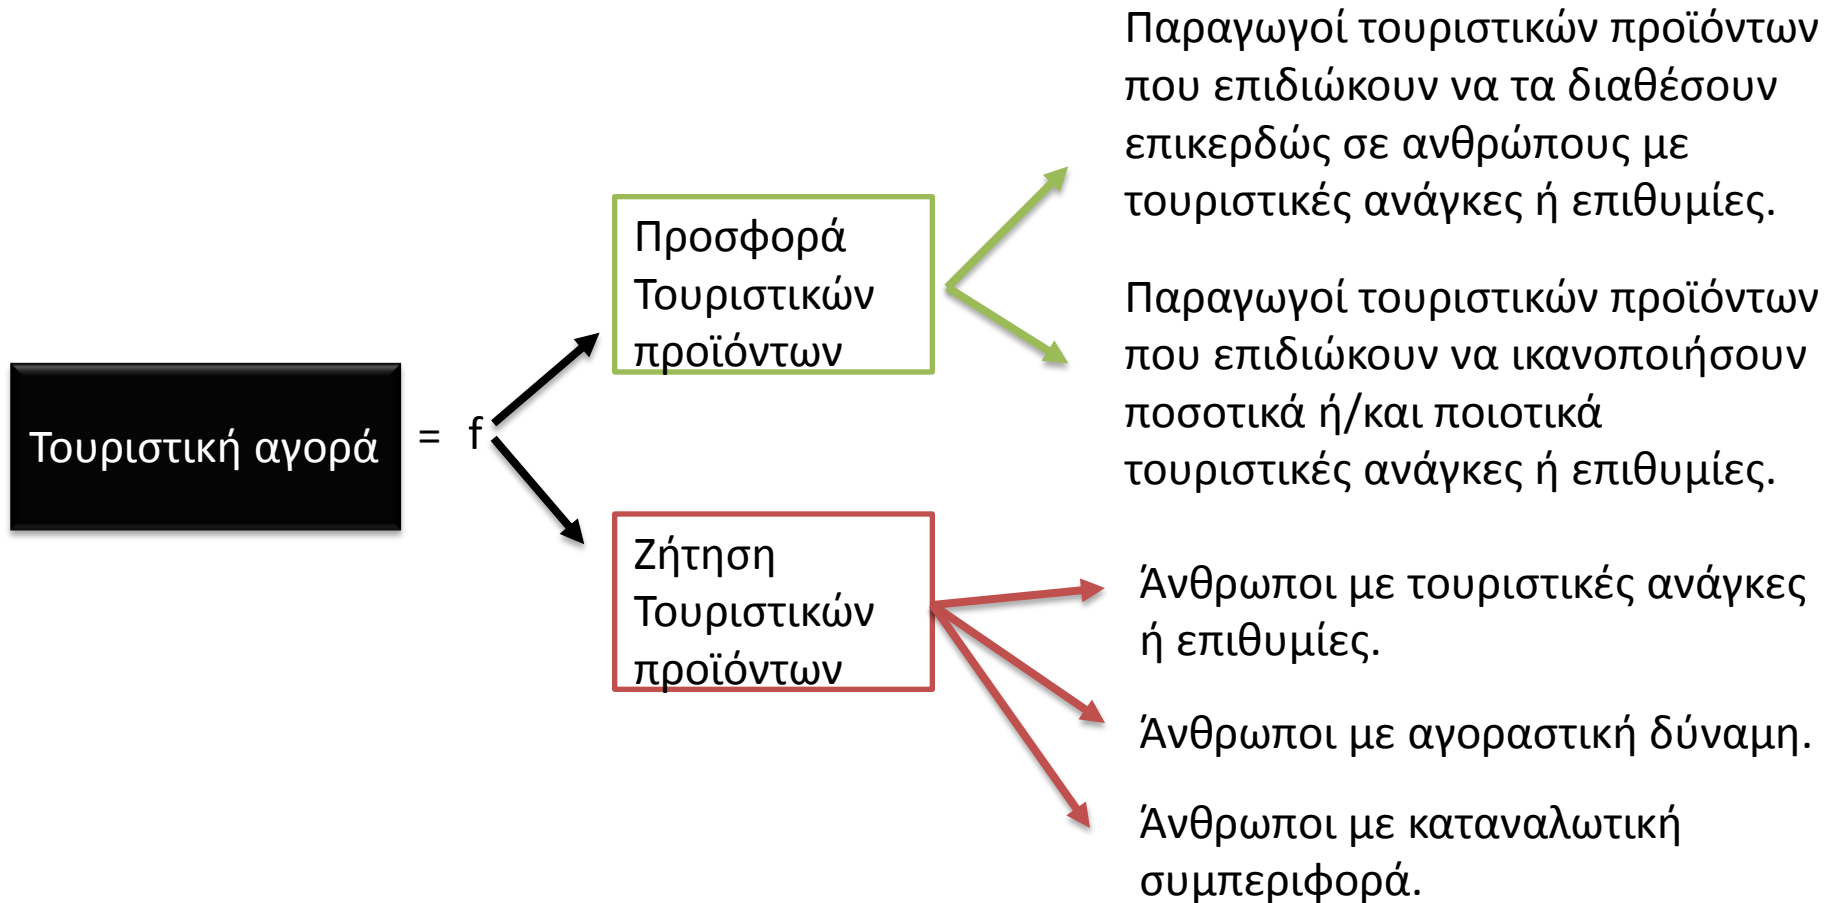 Τουριστική αγορά
= f
Προσφορά
Τουριστικών
προϊόντων
Παραγωγοί τουριστικών προϊόντων
που επιδιώκουν να τα διαθέσουν
επικερδώς σε ανθρώπους με
τουριστικές ανάγκες ή επιθυμίες.
Παραγωγοί τουριστικών προϊόντων
που επιδιώκουν να ικανοποιήσουν
ποσοτικά ή/και ποιοτικά
τουριστικές ανάγκες ή επιθυμίες.
Ζήτηση
Τουριστικών
προϊόντων
Άνθρωποι με τουριστικές ανάγκες
ή επιθυμίες.
Άνθρωποι με αγοραστική δύναμη.
Άνθρωποι με καταναλωτική
συμπεριφορά.